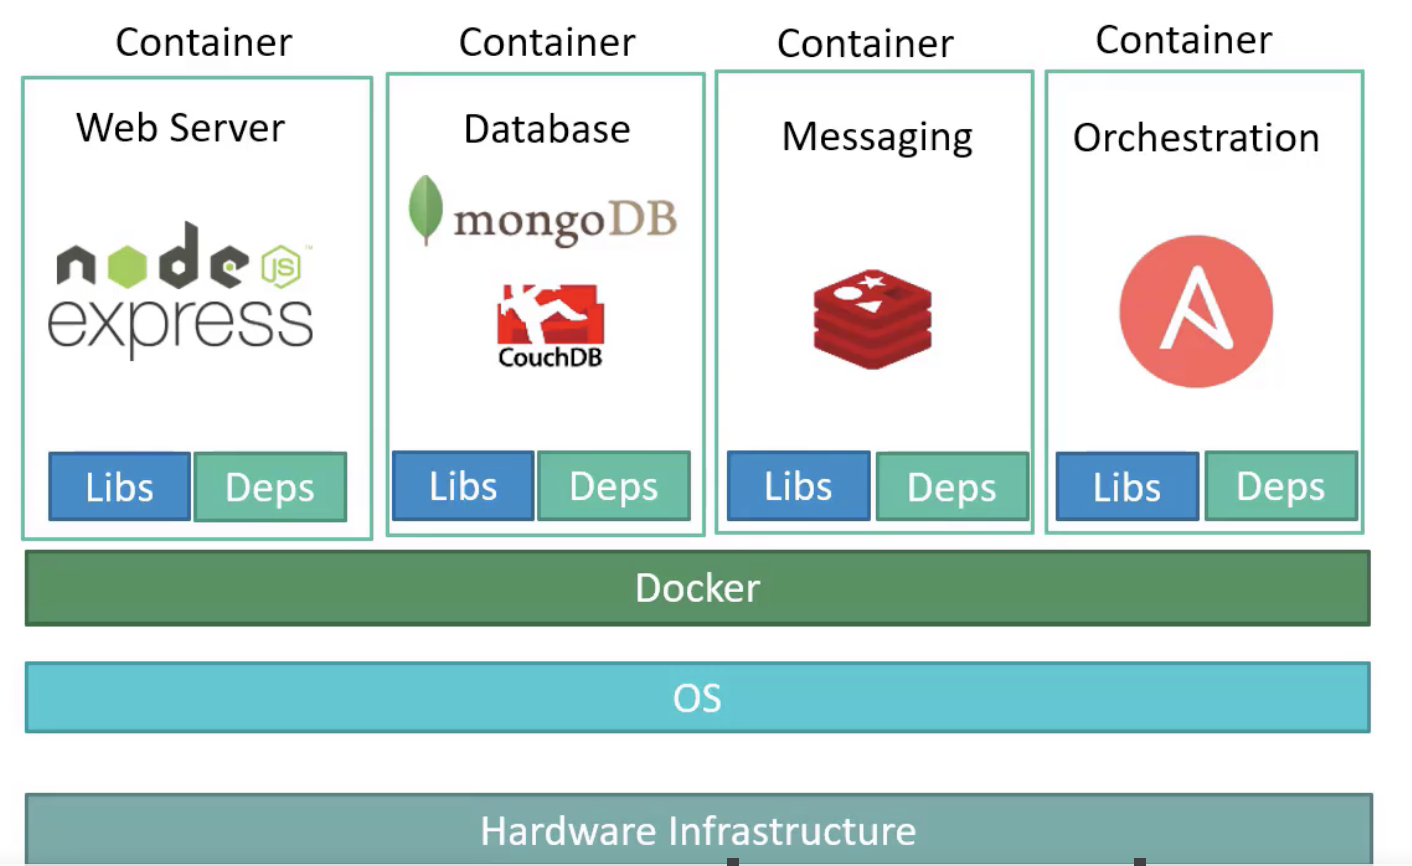 Container
Container
Container
Container
Web Server
node JS™
express
Libs
Deps
Database
mongoDB
CouchDB
Libs
Deps
Messaging
Libs
Deps
Orchestration
Libs
Deps
Docker
OS
Hardware Infrastructure